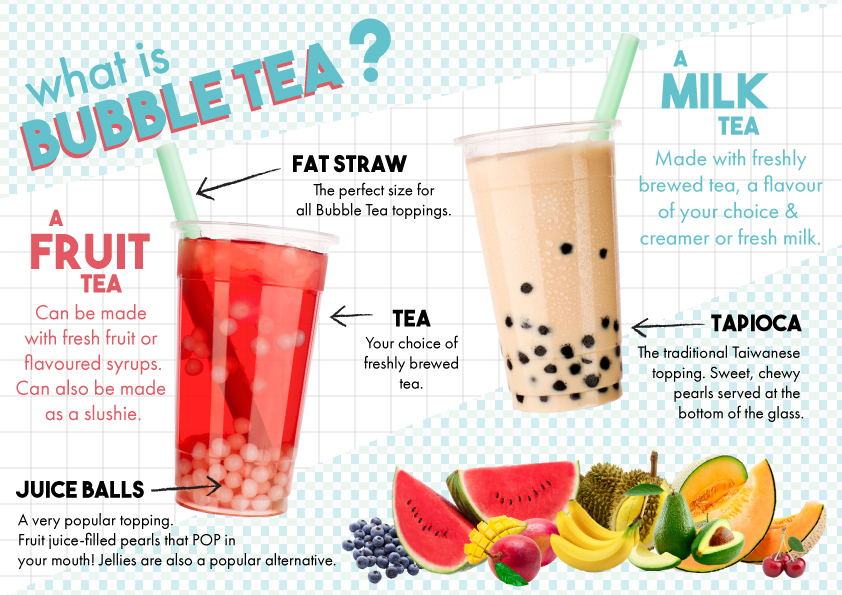 what is
BUBBLE TEA?
A
FRUIT
TEA
Can be made
with fresh fruit or
flavoured syrups.
Can also be made
as a slushie.
FAT STRAW
The perfect size for
all Bubble Tea toppings.
TEA
Your choice of
freshly brewed
tea.
A
MILK
TEA
Made with freshly
brewed tea, a flavour
of your choice &
creamer or fresh milk.
TAPIOCA
The traditional Taiwanese
topping. Sweet, chewy
pearls served at the
bottom of the glass.
JUICE BALLS
A very popular topping.
Fruit juice-filled pearls that POP in
your mouth! Jellies are also a popular alternative.